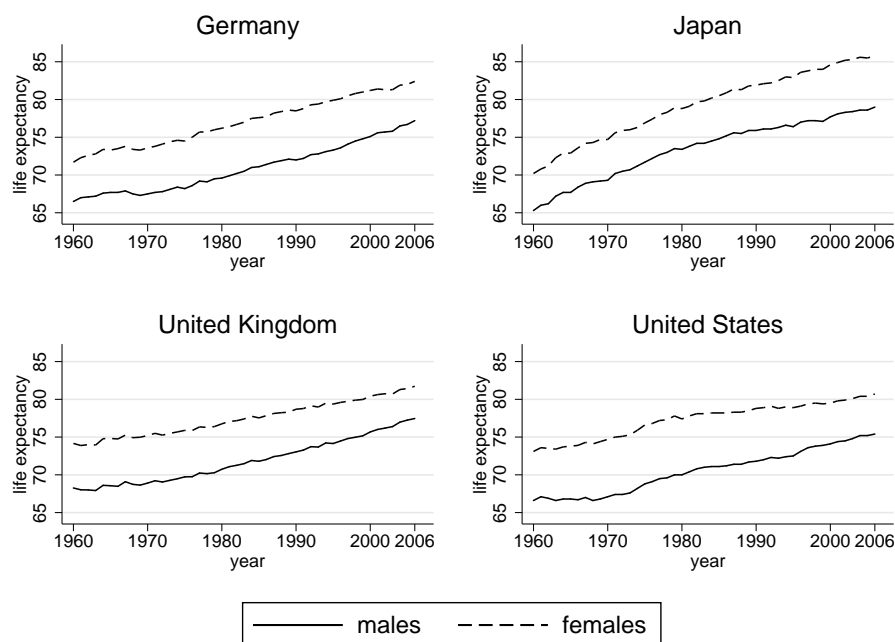 Germany
life expectancy
85
80
75
70
65
1960 1970 1980 1990 2000 2006
year
Japan
life expectancy
85
80
75
70
65
1960 1970 1980 1990 2000 2006
year
United Kingdom
life expectancy
85
80
75
70
65
1960 1970 1980 1990 2000 2006
year
United States
life expectancy
85
80
75
70
65
1960 1970 1980 1990 2000 2006
year
males females